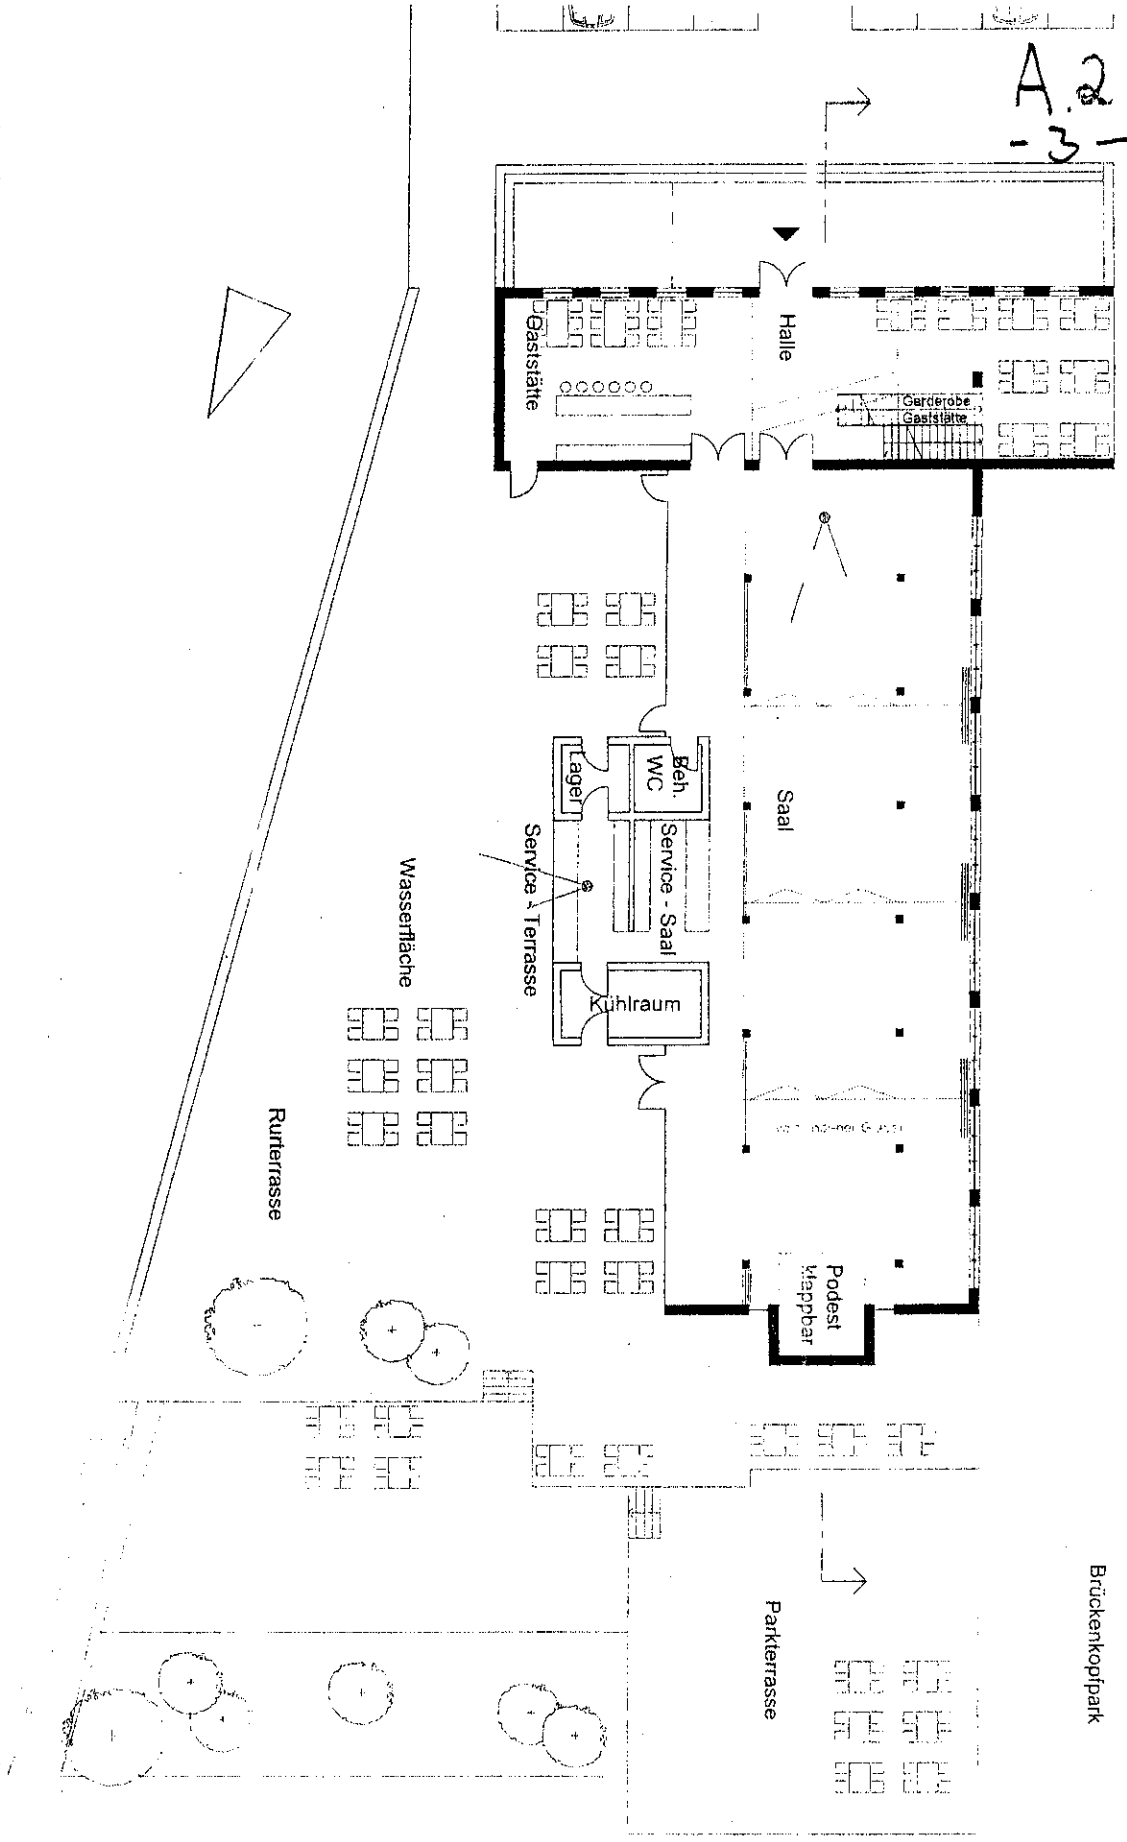 A.2
- 3 -
Halle
Gaststätte
Garderobe
Gaststätte
Saal
Beh.
WC
Lager
Service - Saal
Service - Terrasse
Kühlraum
Wasserfläche
Rurterrasse
Podest
klappbar
Parkterrasse
Brückenkopfpark